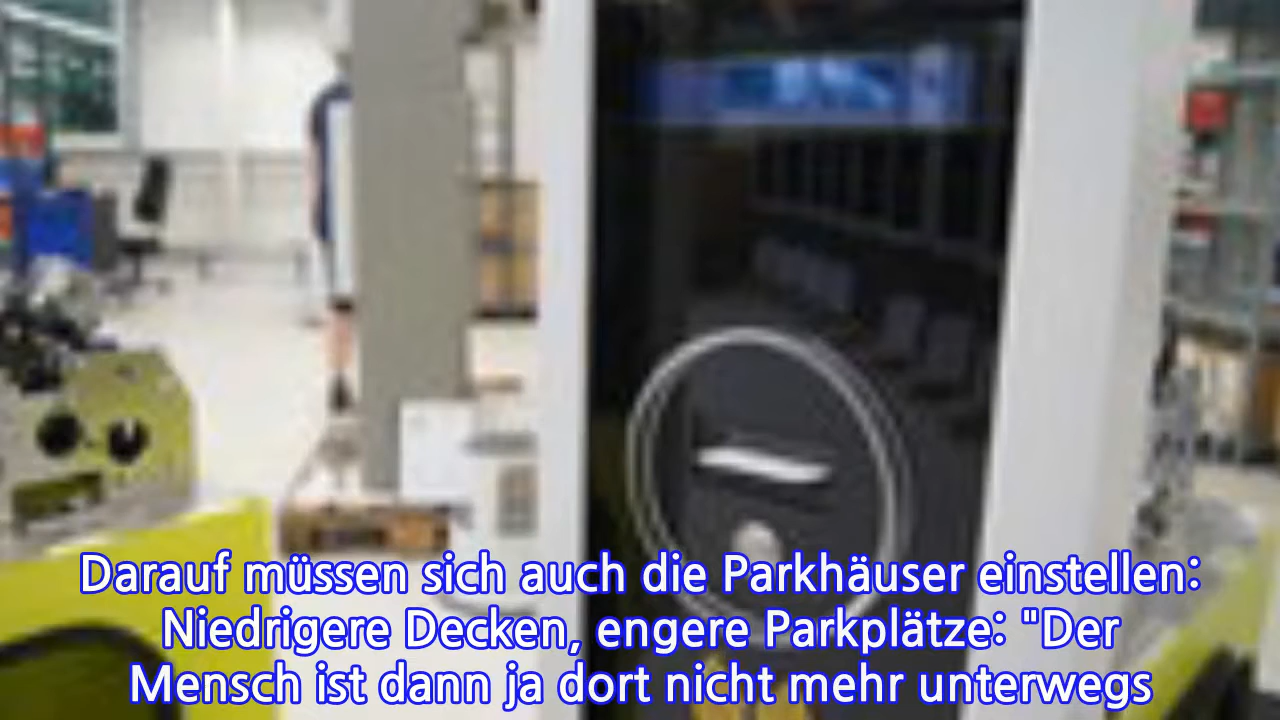 Darauf müssen sich auch die Parkhäuser einstellen:
Niedrigere Decken, engere Parkplätze: "Der
Mensch ist dann ja dort nicht mehr unterwegs